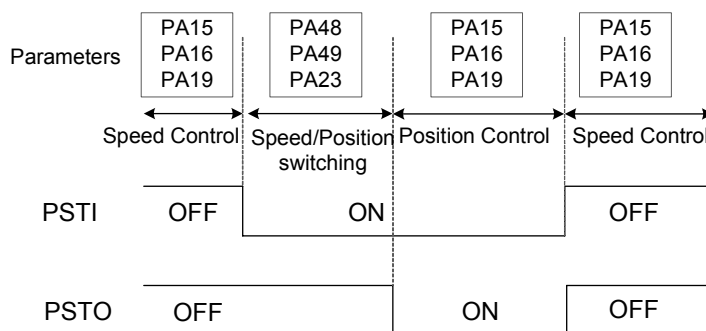 PA15
PA16
PA19
PA48
PA49
PA23
PA15
PA16
PA19
PA15
PA16
PA19
Parameters
Speed Control
Speed/Position
switching
Position Control
Speed Control
PSTI
OFF
ON
OFF
PSTO
OFF
ON
OFF